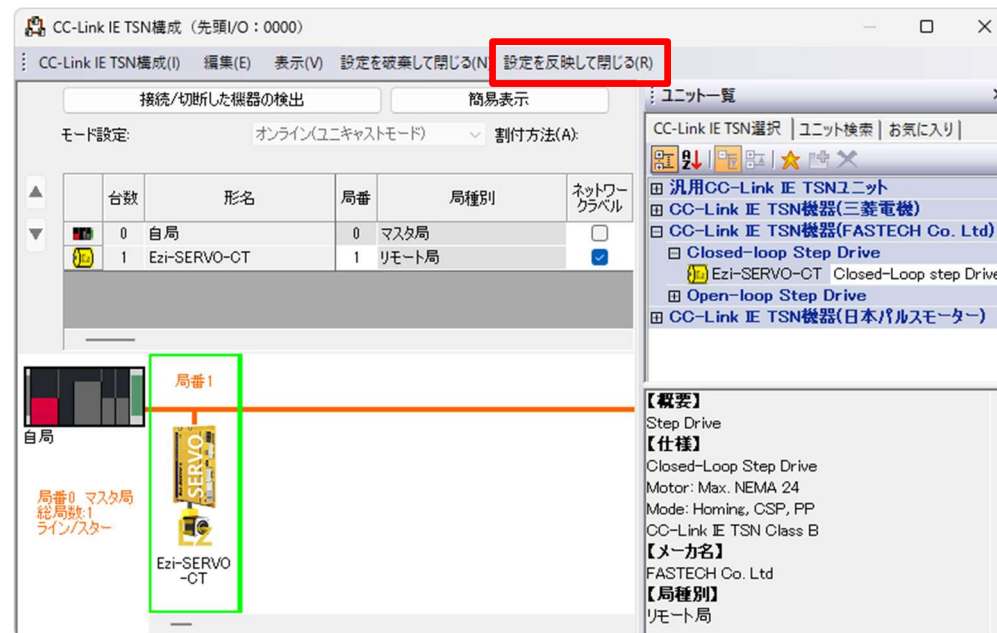 CC-Link IE TSN構成（先頭I/O：0000）
CC-Link IE TSN構成(I) 編集(E) 表示(V) 設定を破棄して閉じる(N) 設定を反映して閉じる(R)
接続/切断した機器の検出 簡易表示
モード設定: オンライン(ユニキャストモード) 割付方法(A):
台数 形名 局番 局種別 ネットワー
クラベル
0 自局 0 マスタ局
1 Ezi-SERVO-CT 1 リモート局
局番1
自局
SERVO
EZ
局番0 マスタ局
総局数:1
ライン/スター
Ezi-SERVO
-CT
ユニット一覧
CC-Link IE TSN選択 ユニット検索 お気に入り
汎用CC-Link IE TSNユニット
CC-Link IE TSN機器(三菱電機)
CC-Link IE TSN機器(FASTECH Co. Ltd)
Closed-loop Step Drive
Ezi-SERVO-CT Closed-Loop step Drive
Open-loop Step Drive
CC-Link IE TSN機器(日本パルスモーター)
【概要】
Step Drive
【仕様】
Closed-Loop Step Drive
Motor: Max. NEMA 24
Mode: Homing, CSP, PP
CC-Link IE TSN Class B
【メーカ名】
FASTECH Co. Ltd
【局種別】
リモート局